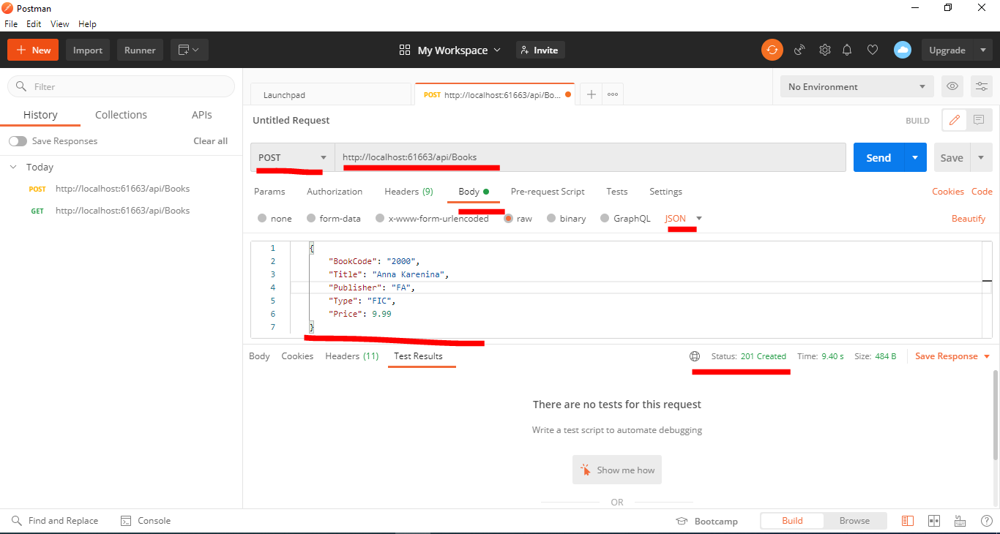 Postman
File Edit View Help
New Import Runner My Workspace Invite Upgrade
Filter
History Collections APIs
Save Responses Clear all
Today
POST http://localhost:61663/api/Books
GET http://localhost:61663/api/Books
Launchpad POST http://localhost:61663/api/Bo... No Environment
Untitled Request BUILD
POST http://localhost:61663/api/Books Send Save
Params Authorization Headers (9) Body Pre-request Script Tests Settings Cookies Code
none form-data x-www-form-urlencoded raw binary GraphQL JSON Beautify
1 {
2 "BookCode": "2000",
3 "Title": "Anna Karenina",
4 "Publisher": "FA",
5 "Type": "FIC",
6 "Price": 9.99
7 }
Body Cookies Headers (11) Test Results Status: 201 Created Time: 9.40 s Size: 484 B Save Response
There are no tests for this request
Write a test script to automate debugging
Show me how
OR
Find and Replace Console Bootcamp Build Browse